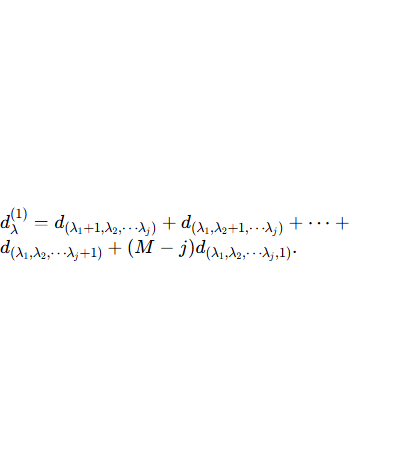 $d_{\lambda}^{(1)} = d_{(\lambda_1+1,\lambda_2,\cdots\lambda_j)} + d_{(\lambda_1,\lambda_2+1,\cdots\lambda_j)} + \cdots +$
$d_{(\lambda_1,\lambda_2,\cdots\lambda_j+1)} + (M-j)d_{(\lambda_1,\lambda_2,\cdots\lambda_j,1)}.$